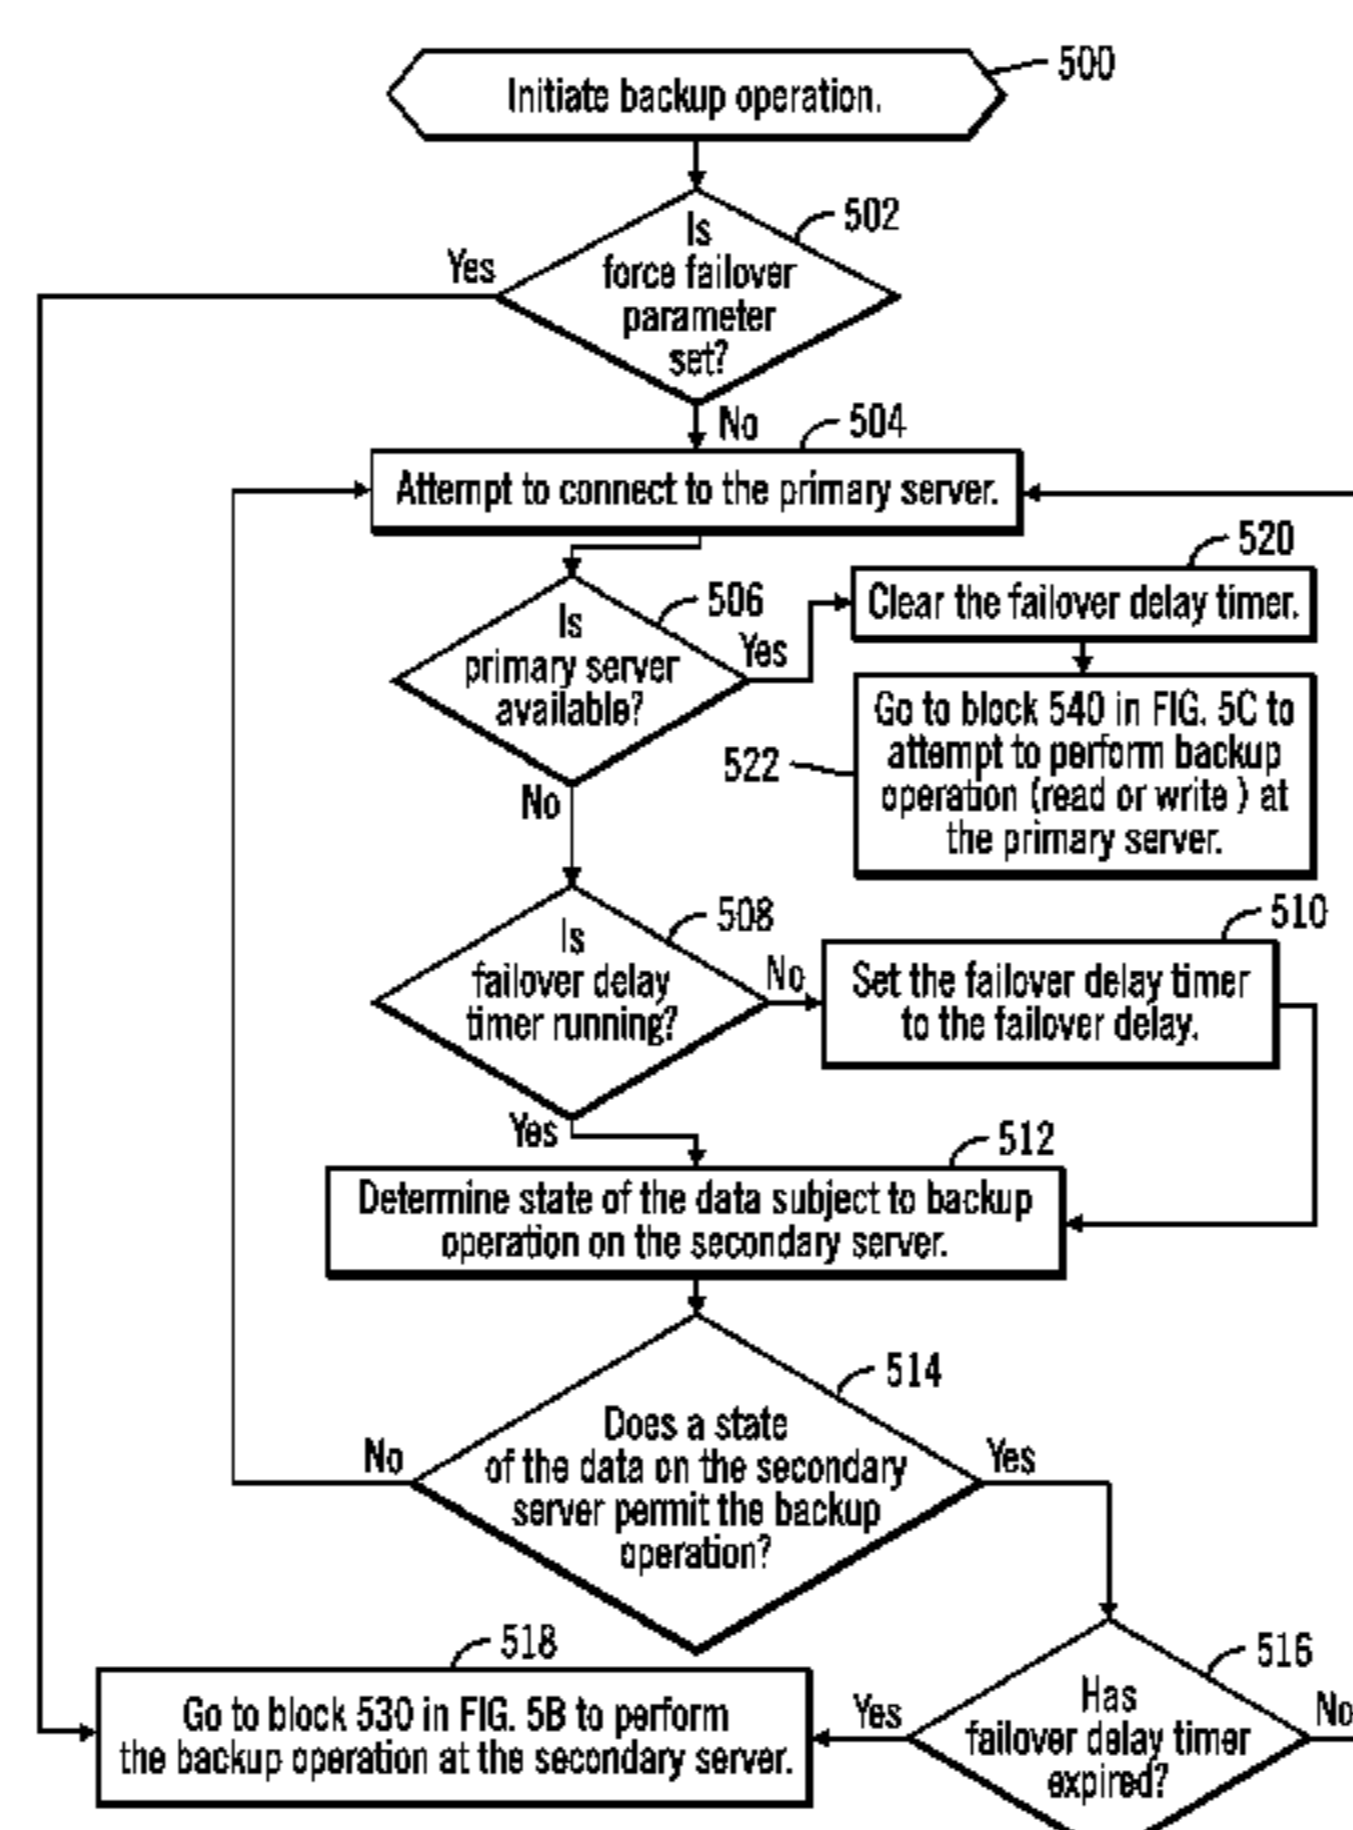 500
Initiate backup operation.
502
Is
force failover
parameter
set?
Yes
No
504
Attempt to connect to the primary server.
520
Clear the failover delay timer.
506
Is
primary server
available?
Yes
No
522
Go to block 540 in FIG. 5C to
attempt to perform backup
operation (read or write ) at
the primary server.
508
Is
failover delay
timer running?
No
Yes
510
Set the failover delay timer
to the failover delay.
512
Determine state of the data subject to backup
operation on the secondary server.
514
Does a state
of the data on the secondary
server permit the backup
operation?
No
Yes
518
Go to block 530 in FIG. 5B to perform
the backup operation at the secondary server.
516
Has
failover delay timer
expired?
Yes
No